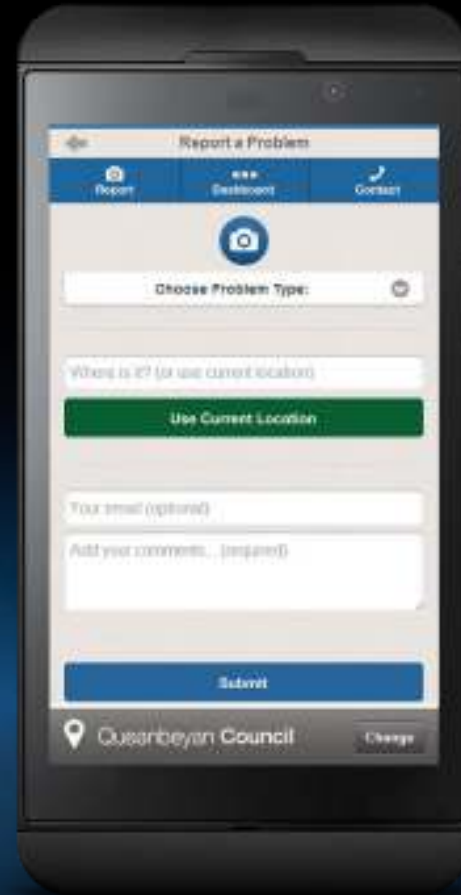 Report a Problem
Report
Dashboard
Contact
Choose Problem Type:
Where is it? (or use current location)
Use Current Location
Your email (optional)
Add your comments... (required)
Submit
Queanbeyan Council
Change